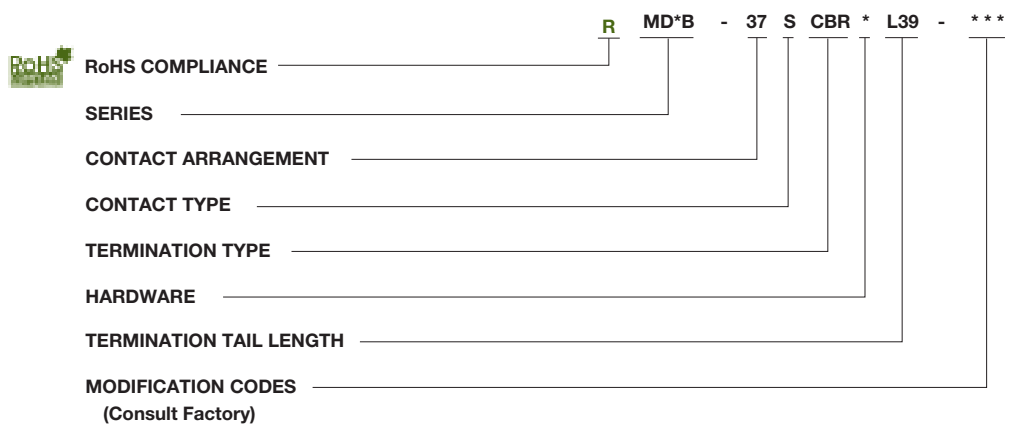 R MD*B - 37 S CBR * L39 - ***
RoHS
RoHS COMPLIANCE
SERIES
CONTACT ARRANGEMENT
CONTACT TYPE
TERMINATION TYPE
HARDWARE
TERMINATION TAIL LENGTH
MODIFICATION CODES
(Consult Factory)